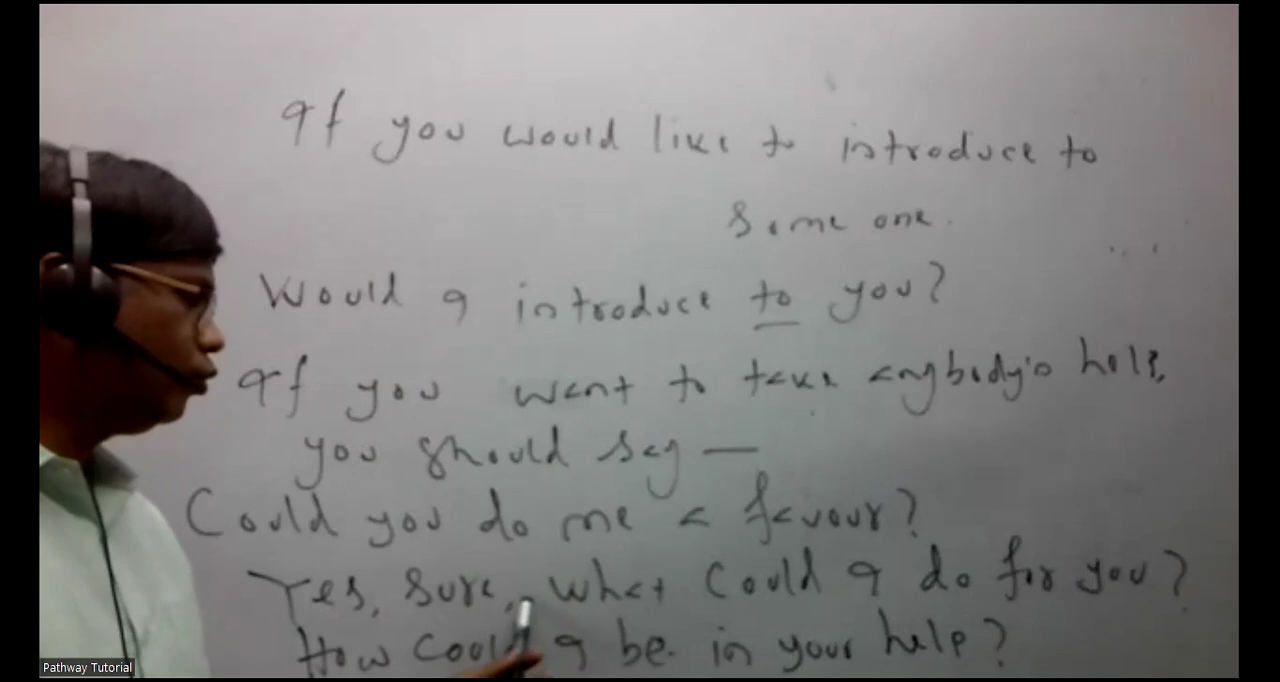 If you would like to introduce to
some one.
Would I introduce to you?
If you want to take anybody's help,
you should say —
Could you do me a favour?
Yes, sure, what could I do for you?
How could I be in your help?
Pathway Tutorial